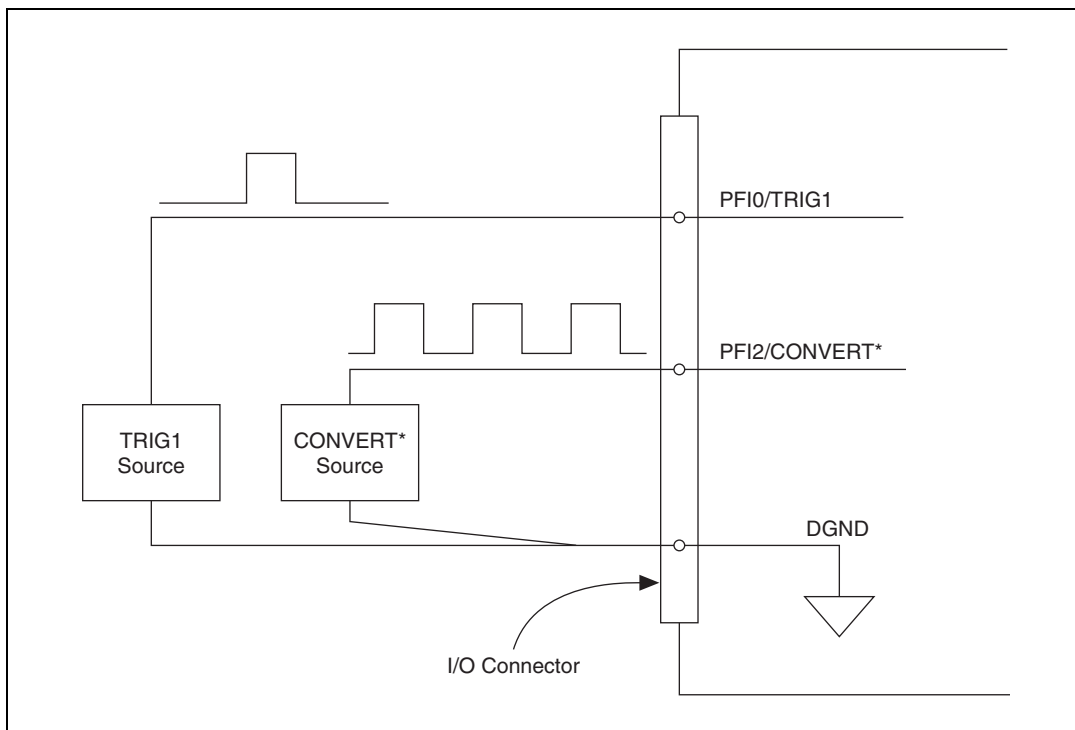 PFI0/TRIG1
PFI2/CONVERT*
TRIG1
Source
CONVERT*
Source
DGND
I/O Connector